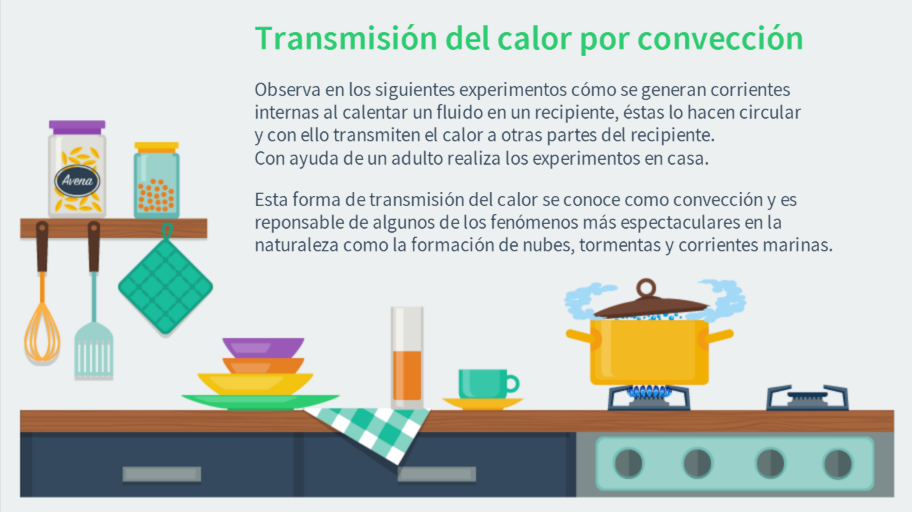 Transmisión del calor por convección
Observa en los siguientes experimentos cómo se generan corrientes
internas al calentar un fluido en un recipiente, éstas lo hacen circular
y con ello transmiten el calor a otras partes del recipiente.
Con ayuda de un adulto realiza los experimentos en casa.
Esta forma de transmisión del calor se conoce como convección y es
reponsable de algunos de los fenómenos más espectaculares en la
naturaleza como la formación de nubes, tormentas y corrientes marinas.
Avena